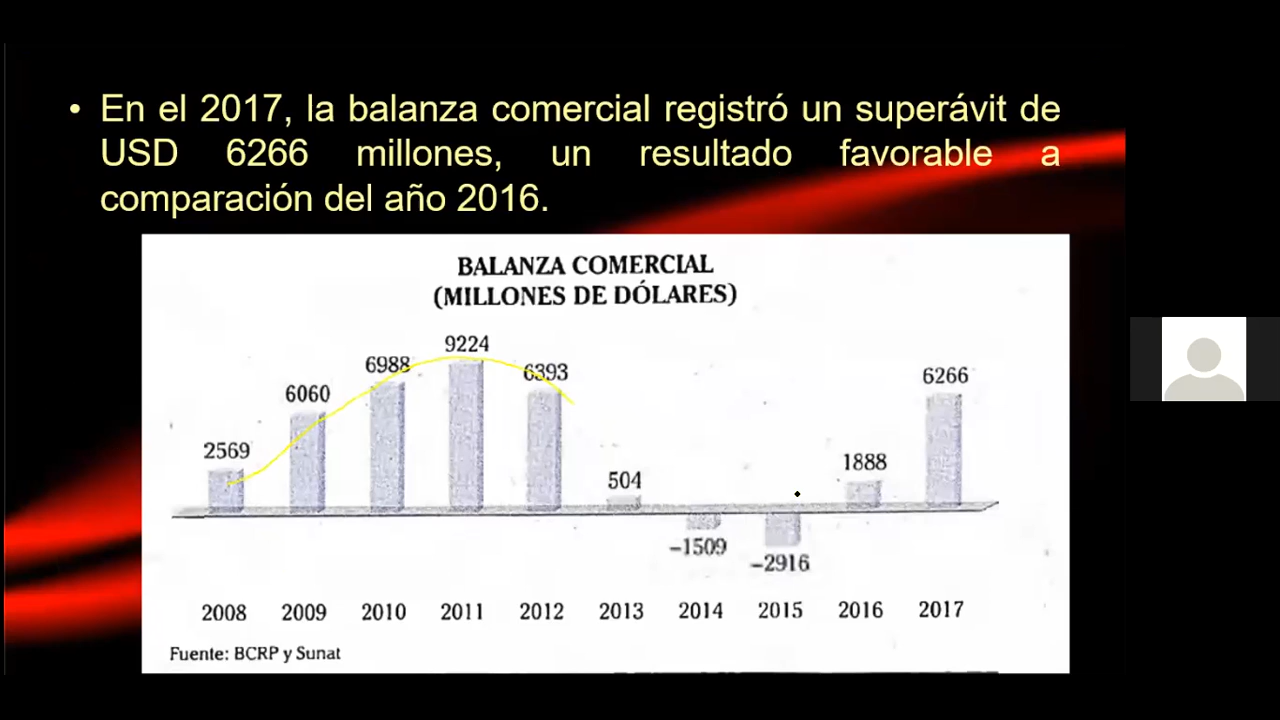 • En el 2017, la balanza comercial registró un superávit de
USD 6266 millones, un resultado favorable a
comparación del año 2016.
BALANZA COMERCIAL
(MILLONES DE DÓLARES)
2569 6060 6988 9224 6393 504 -1509 -2916 1888 6266
2008 2009 2010 2011 2012 2013 2014 2015 2016 2017
Fuente: BCRP y Sunat